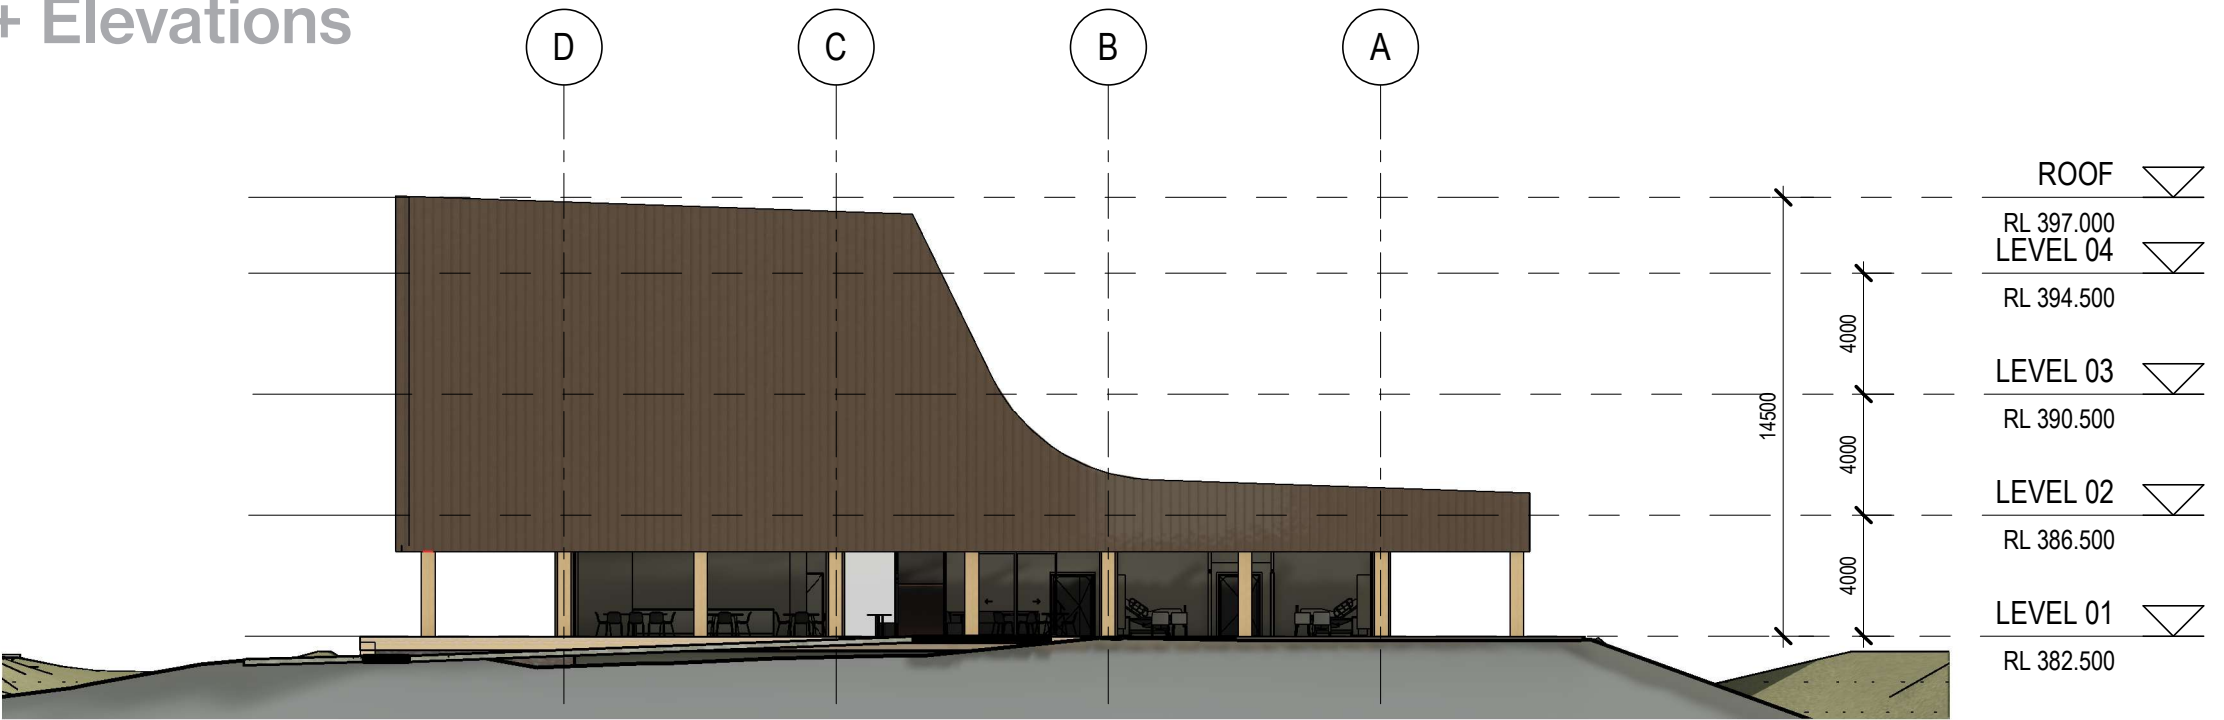 + Elevations
D
C
B
A
ROOF
RL 397.000
LEVEL 04
RL 394.500
LEVEL 03
RL 390.500
LEVEL 02
RL 386.500
LEVEL 01
RL 382.500
14500
4000
4000
4000